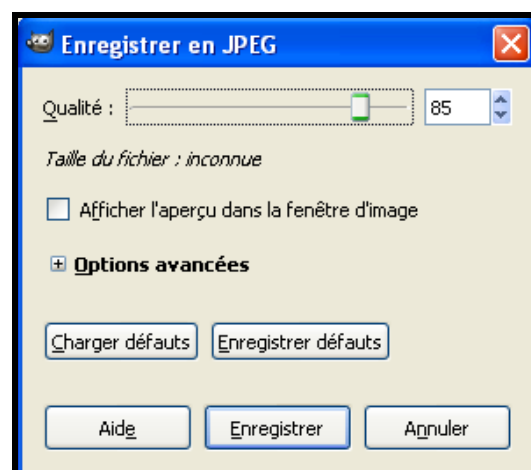 Enregistrer en JPEG
Qualité : 85
Taille du fichier : inconnue
Afficher l'aperçu dans la fenêtre d'image
Options avancées
Charger défauts Enregistrer défauts
Aide Enregistrer Annuler